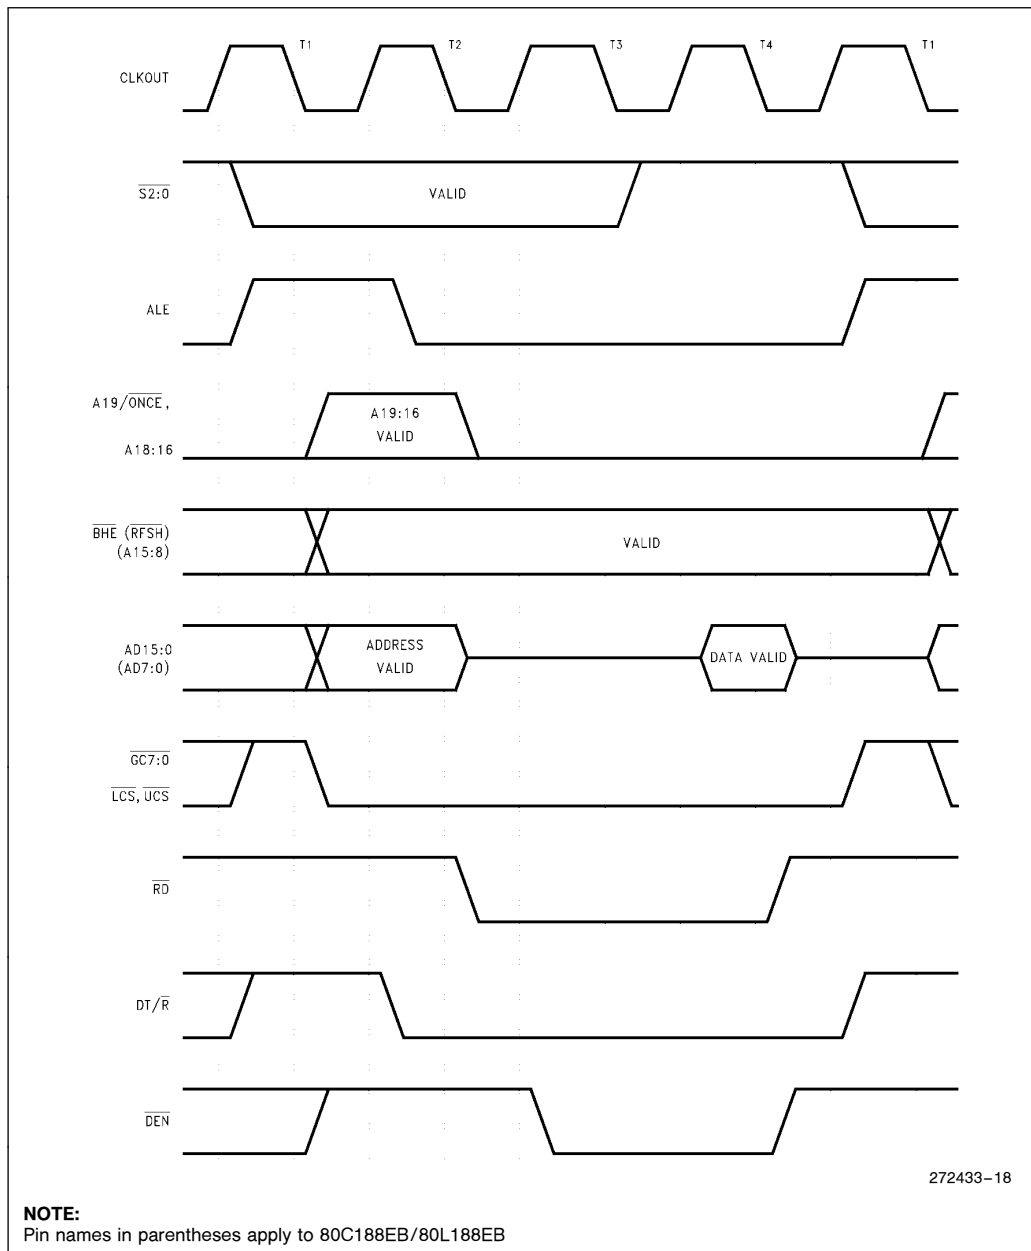 T1 T2 T3 T4 T1
CLKOUT
S2:0
VALID
ALE
A19/ONCE,
A18:16
A19:16
VALID
BHE (RFSH)
(A15:8)
VALID
AD15:0
(AD7:0)
ADDRESS
VALID
DATA VALID
GC7:0
LCS, UCS
RD
DT/R
DEN
272433–18
NOTE:
Pin names in parentheses apply to 80C188EB/80L188EB